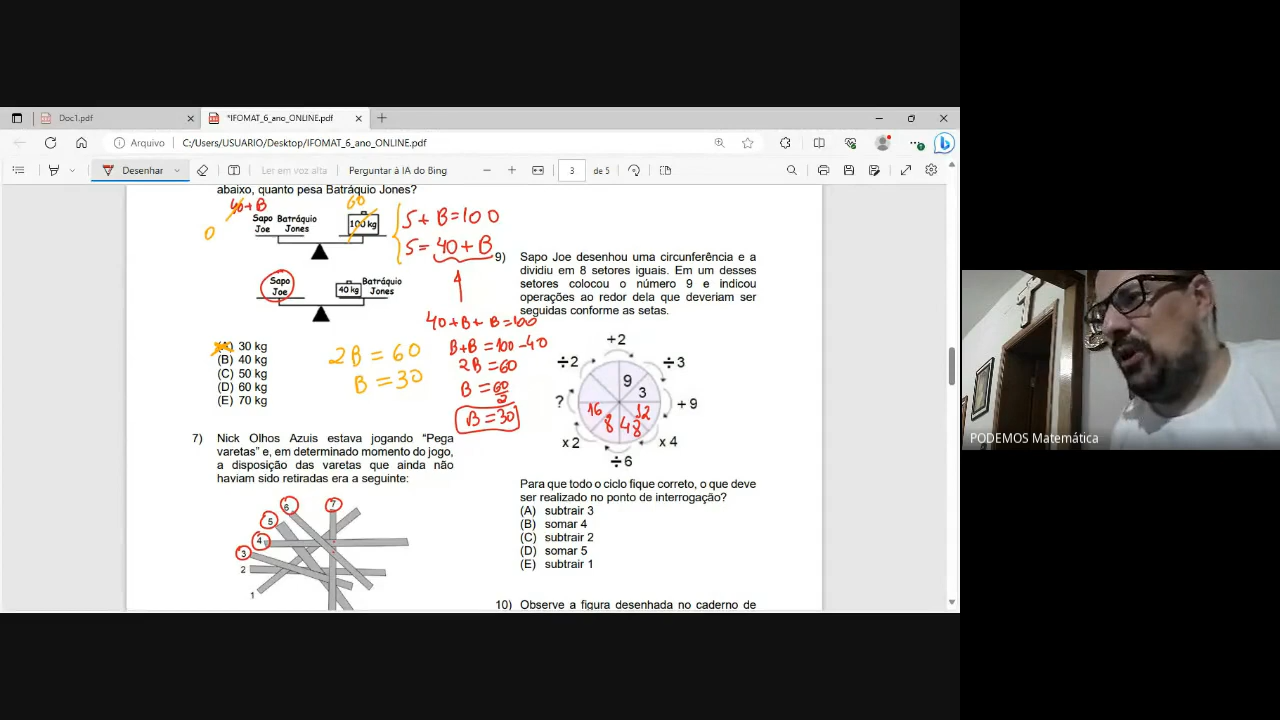 Doc1.pdf
*IFOMAT_6_ano_ONLINE.pdf
Arquivo
C:/Users/USUARIO/Desktop/IFOMAT_6_ano_ONLINE.pdf
Desenhar
Ler em voz alta
Perguntar à IA do Bing
3
de 5
abaixo, quanto pesa Batráquio Jones?
40+B
60
0
Sapo Joe
Batráquio Jones
100 kg
S + B = 100
S = 40 + B
Sapo Joe
40 kg
Batráquio Jones
40 + B + B = 100
B + B = 100 - 40
2B = 60
B = 60/2
B = 30
2B = 60
B = 30
(A) 30 kg
(B) 40 kg
(C) 50 kg
(D) 60 kg
(E) 70 kg
7) Nick Olhos Azuis estava jogando “Pega
varetas” e, em determinado momento do jogo,
a disposição das varetas que ainda não
haviam sido retiradas era a seguinte:
7
6
5
4
3
2
1
9) Sapo Joe desenhou uma circunferência e a
dividiu em 8 setores iguais. Em um desses
setores colocou o número 9 e indicou
operações ao redor dela que deveriam ser
seguidas conforme as setas.
+2
÷2
÷3
9
3
?
+ 9
16
12
8
48
x 2
x 4
÷6
Para que todo o ciclo fique correto, o que deve
ser realizado no ponto de interrogação?
(A) subtrair 3
(B) somar 4
(C) subtrair 2
(D) somar 5
(E) subtrair 1
10) Observe a figura desenhada no caderno de
PODEMOS Matemática